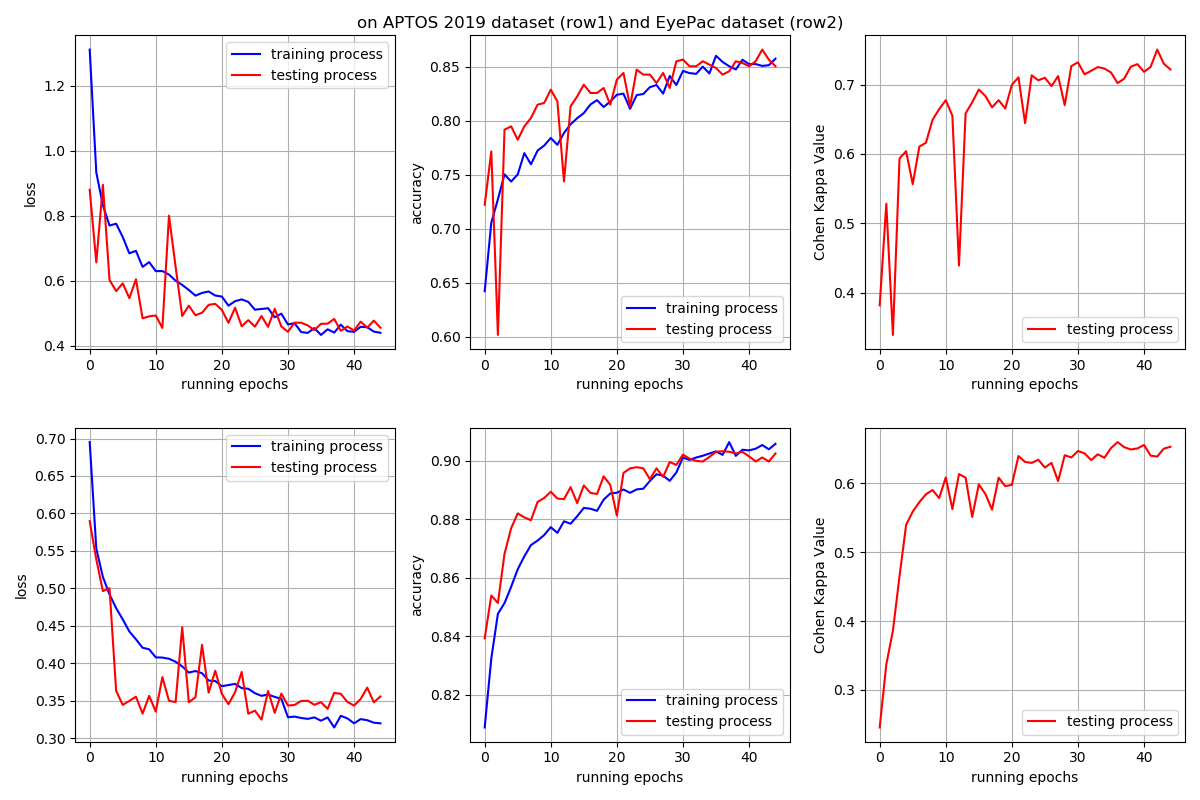 on APTOS 2019 dataset (row1) and EyePac dataset (row2)
loss
1.2
1.0
0.8
0.6
0.4
training process
testing process
0 10 20 30 40
running epochs
accuracy
0.85
0.80
0.75
0.70
0.65
0.60
training process
testing process
0 10 20 30 40
running epochs
Cohen Kappa Value
0.7
0.6
0.5
0.4
testing process
0 10 20 30 40
running epochs
loss
0.70
0.65
0.60
0.55
0.50
0.45
0.40
0.35
0.30
training process
testing process
0 10 20 30 40
running epochs
accuracy
0.90
0.88
0.86
0.84
0.82
training process
testing process
0 10 20 30 40
running epochs
Cohen Kappa Value
0.6
0.5
0.4
0.3
testing process
0 10 20 30 40
running epochs